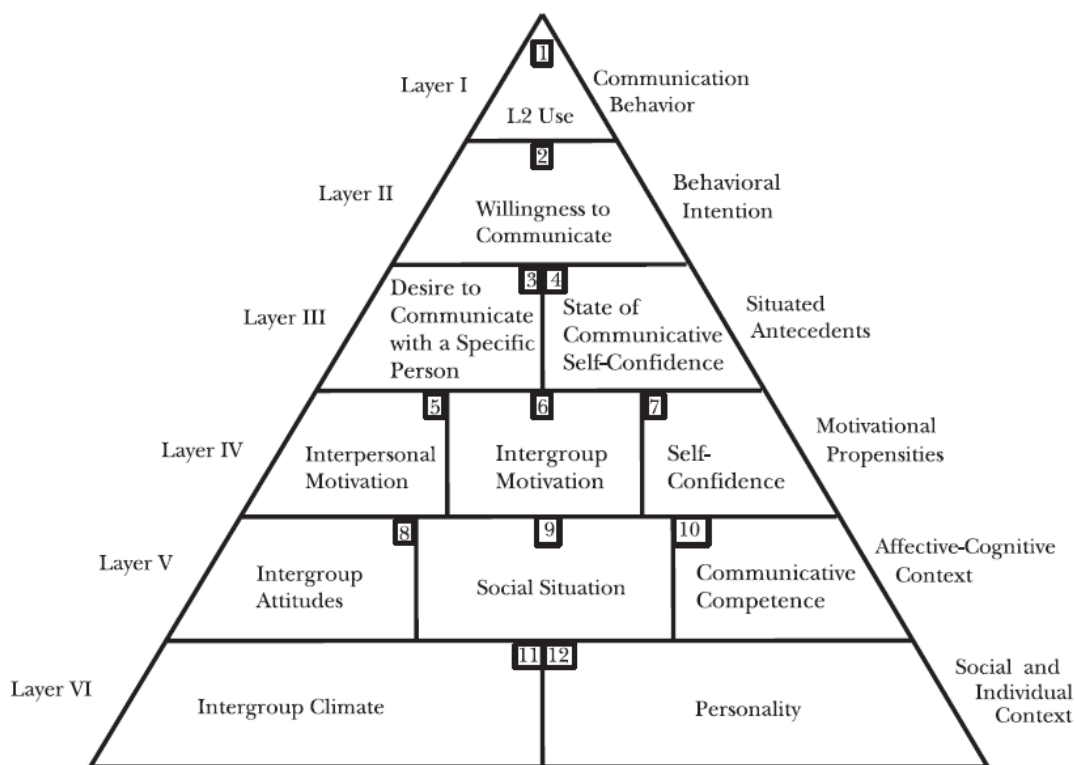 1
Layer I
Communication
Behavior
L2 Use
2
Layer II
Behavioral
Intention
Willingness to
Communicate
3 4
Layer III
Desire to
Communicate
with a Specific
Person
State of
Communicative
Self-Confidence
Situated
Antecedents
5 6 7
Layer IV
Interpersonal
Motivation
Intergroup
Motivation
Self-
Confidence
Motivational
Propensities
8 9 10
Layer V
Intergroup
Attitudes
Social Situation
Communicative
Competence
Affective-Cognitive
Context
11 12
Layer VI
Intergroup Climate
Personality
Social and
Individual
Context